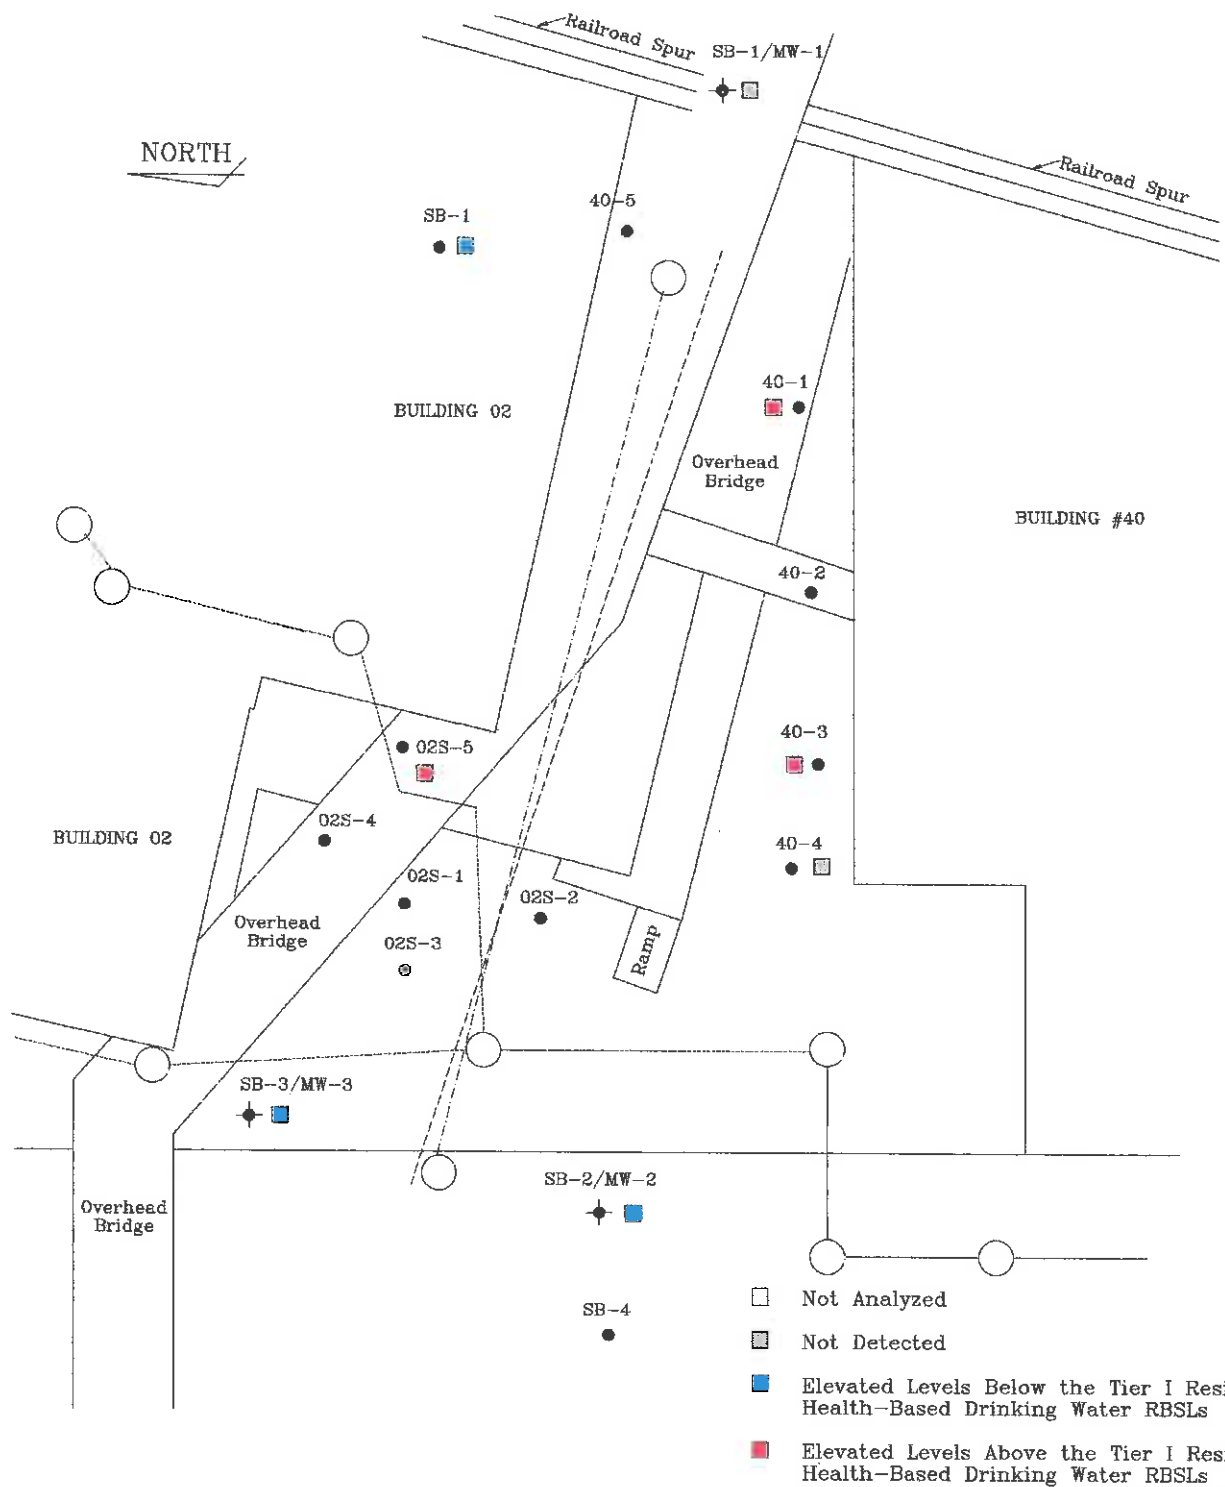 Railroad Spur
SB-1/MW-1
NORTH
Railroad Spur
40-5
SB-1
40-1
BUILDING 02
Overhead
Bridge
BUILDING #40
40-2
40-3
02S-5
02S-4
BUILDING 02
40-4
02S-1
02S-2
Overhead
Bridge
02S-3
Ramp
SB-3/MW-3
SB-2/MW-2
Overhead
Bridge
SB-4
Not Analyzed
Not Detected
Elevated Levels Below the Tier I Resi
Health-Based Drinking Water RBSLs
Elevated Levels Above the Tier I Resi
Health-Based Drinking Water RBSLs